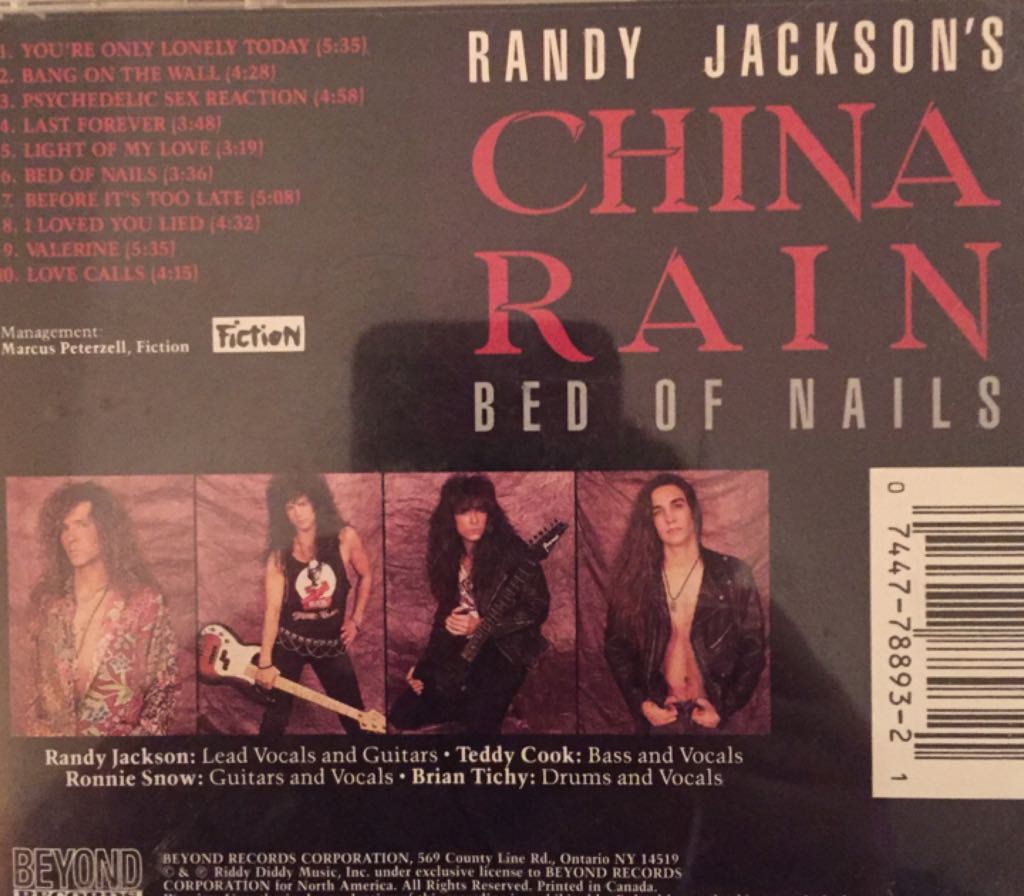 1. YOU'RE ONLY LONELY TODAY (5:35)
2. BANG ON THE WALL (4:28)
3. PSYCHEDELIC SEX REACTION (4:58)
4. LAST FOREVER (3:48)
5. LIGHT OF MY LOVE (3:19)
6. BED OF NAILS (3:36)
7. BEFORE IT'S TOO LATE (5:08)
8. I LOVED YOU LIED (4:32)
9. VALERINE (5:35)
10. LOVE CALLS (4:15)
Management:
Marcus Peterzell, Fiction
FiCTiON
RANDY JACKSON'S
CHINA
RAIN
BED OF NAILS
0 7447-78893-2 1
Randy Jackson: Lead Vocals and Guitars • Teddy Cook: Bass and Vocals
Ronnie Snow: Guitars and Vocals • Brian Tichy: Drums and Vocals
BEYOND
BEYOND RECORDS CORPORATION, 569 County Line Rd., Ontario NY 14519
© & ℗ Riddy Diddy Music, Inc. under exclusive license to BEYOND RECORDS
CORPORATION for North America. All Rights Reserved. Printed in Canada.